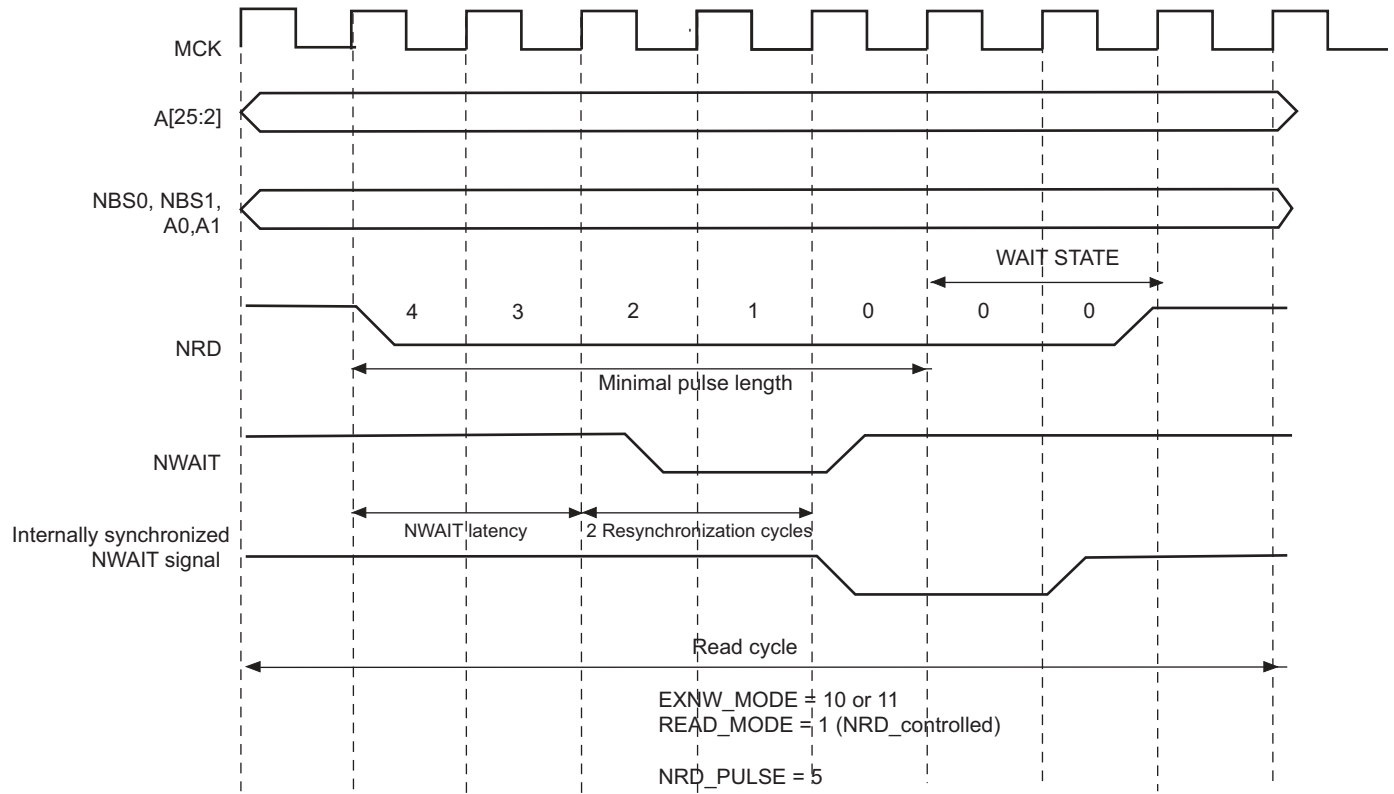 MCK
A[25:2]
NBS0, NBS1,
A0,A1
WAIT STATE
4 3 2 1 0 0 0
NRD
Minimal pulse length
NWAIT
NWAIT latency
2 Resynchronization cycles
Internally synchronized
NWAIT signal
Read cycle
EXNW_MODE = 10 or 11
READ_MODE = 1 (NRD_controlled)
NRD_PULSE = 5